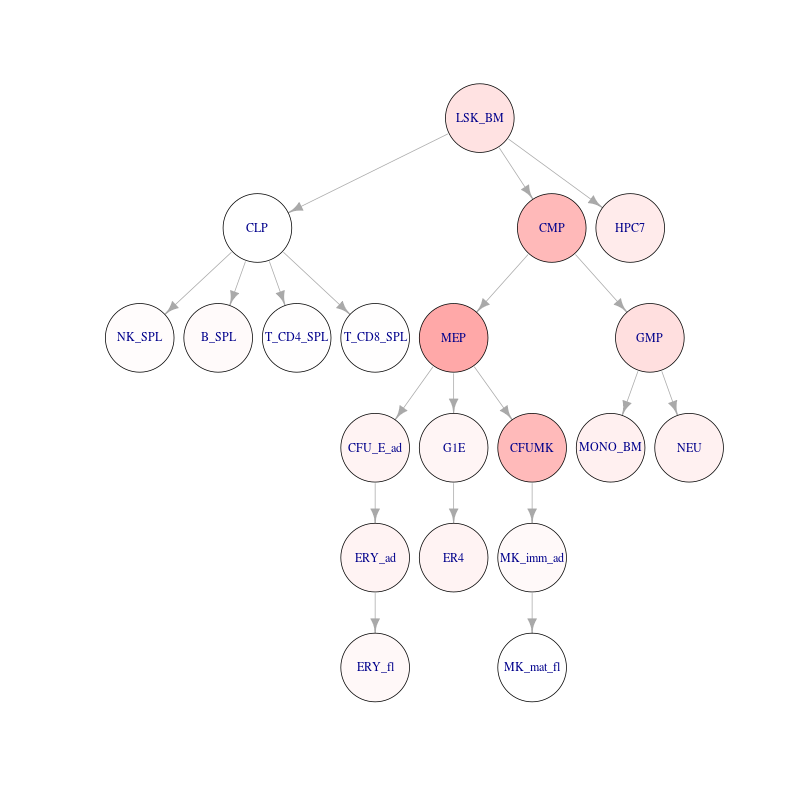 LSK_BM
CLP
CMP
HPC7
NK_SPL
B_SPL
T_CD4_SPL
T_CD8_SPL
MEP
GMP
CFU_E_ad
G1E
CFUMK
MONO_BM
NEU
ERY_ad
ER4
MK_imm_ad
ERY_fl
MK_mat_fl